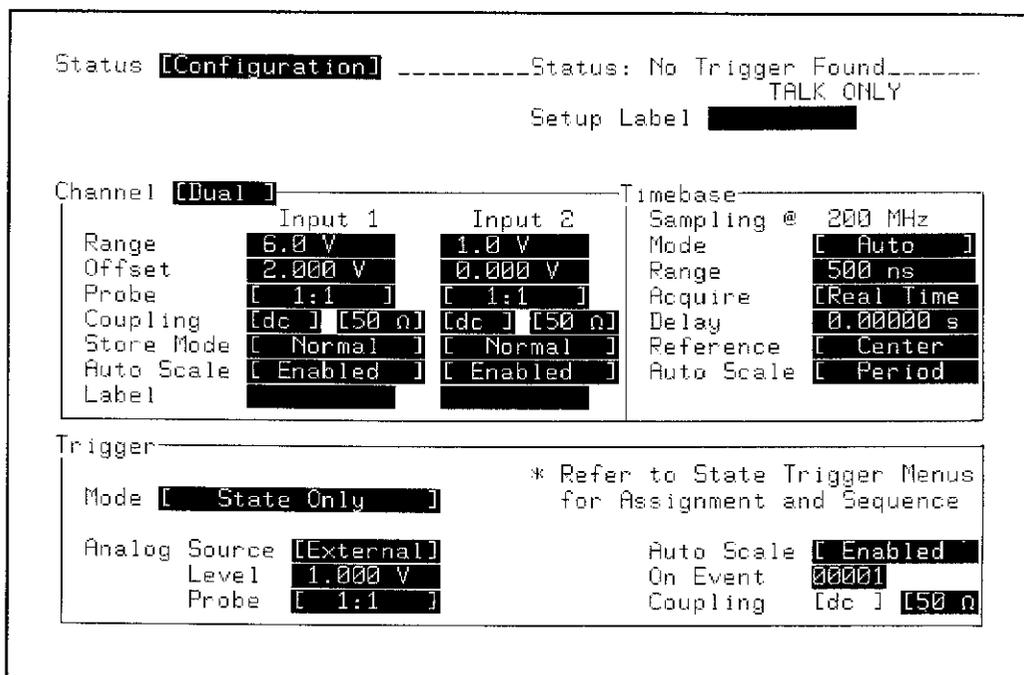 Status [Configuration] _________Status: No Trigger Found______
TALK ONLY
Setup Label
Channel [Dual ]
Input 1 Input 2
Range 6.0 V 1.0 V
Offset 2.000 V 0.000 V
Probe [ 1:1 ] [ 1:1 ]
Coupling [dc ] [50 Ω] [dc ] [50 Ω]
Store Mode [ Normal ] [ Normal ]
Auto Scale [ Enabled ] [ Enabled ]
Label
Timebase
Sampling @ 200 MHz
Mode [ Auto ]
Range 500 ns
Acquire [Real Time
Delay 0.00000 s
Reference [ Center
Auto Scale [ Period
Trigger
Mode [ State Only ]
* Refer to State Trigger Menus
for Assignment and Sequence
Analog Source [External]
Level 1.000 V
Probe [ 1:1 ]
Auto Scale [ Enabled
On Event 00001
Coupling [dc ] [50 Ω